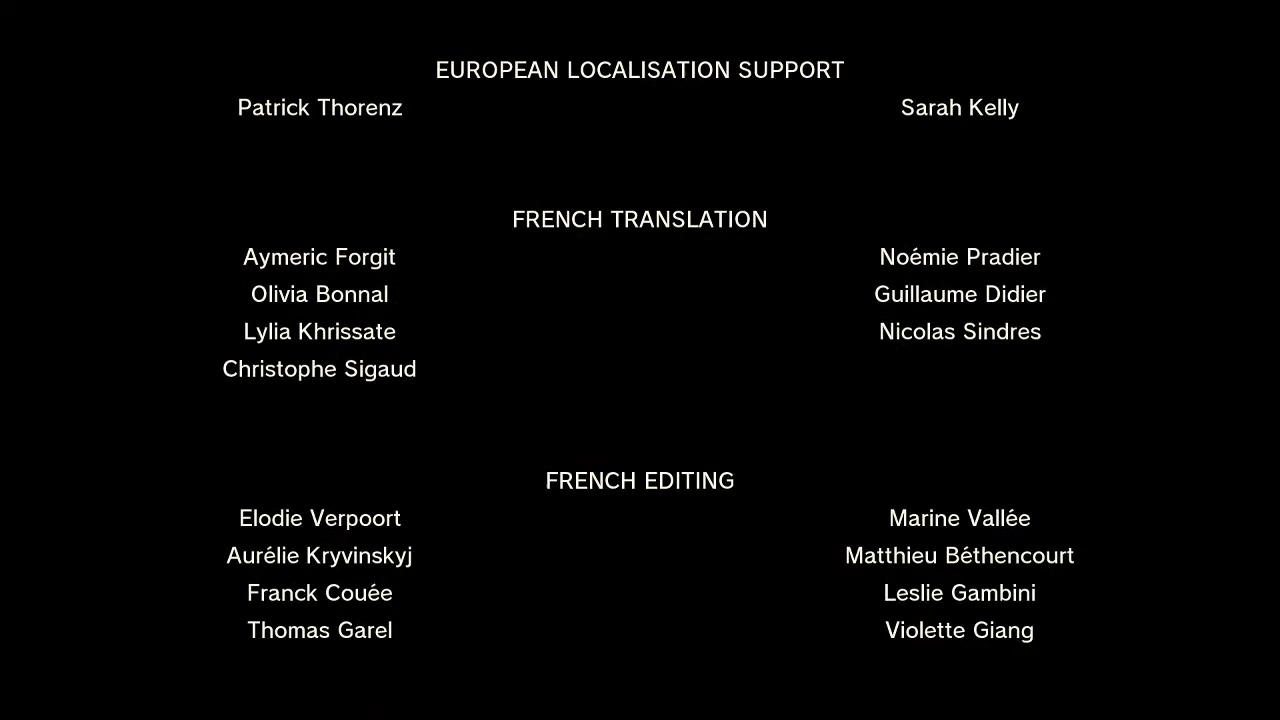 EUROPEAN LOCALISATION SUPPORT
Patrick Thorenz Sarah Kelly
FRENCH TRANSLATION
Aymeric Forgit Noémie Pradier
Olivia Bonnal Guillaume Didier
Lylia Khrissate Nicolas Sindres
Christophe Sigaud
FRENCH EDITING
Elodie Verpoort Marine Vallée
Aurélie Kryvinskyj Matthieu Béthencourt
Franck Couée Leslie Gambini
Thomas Garel Violette Giang